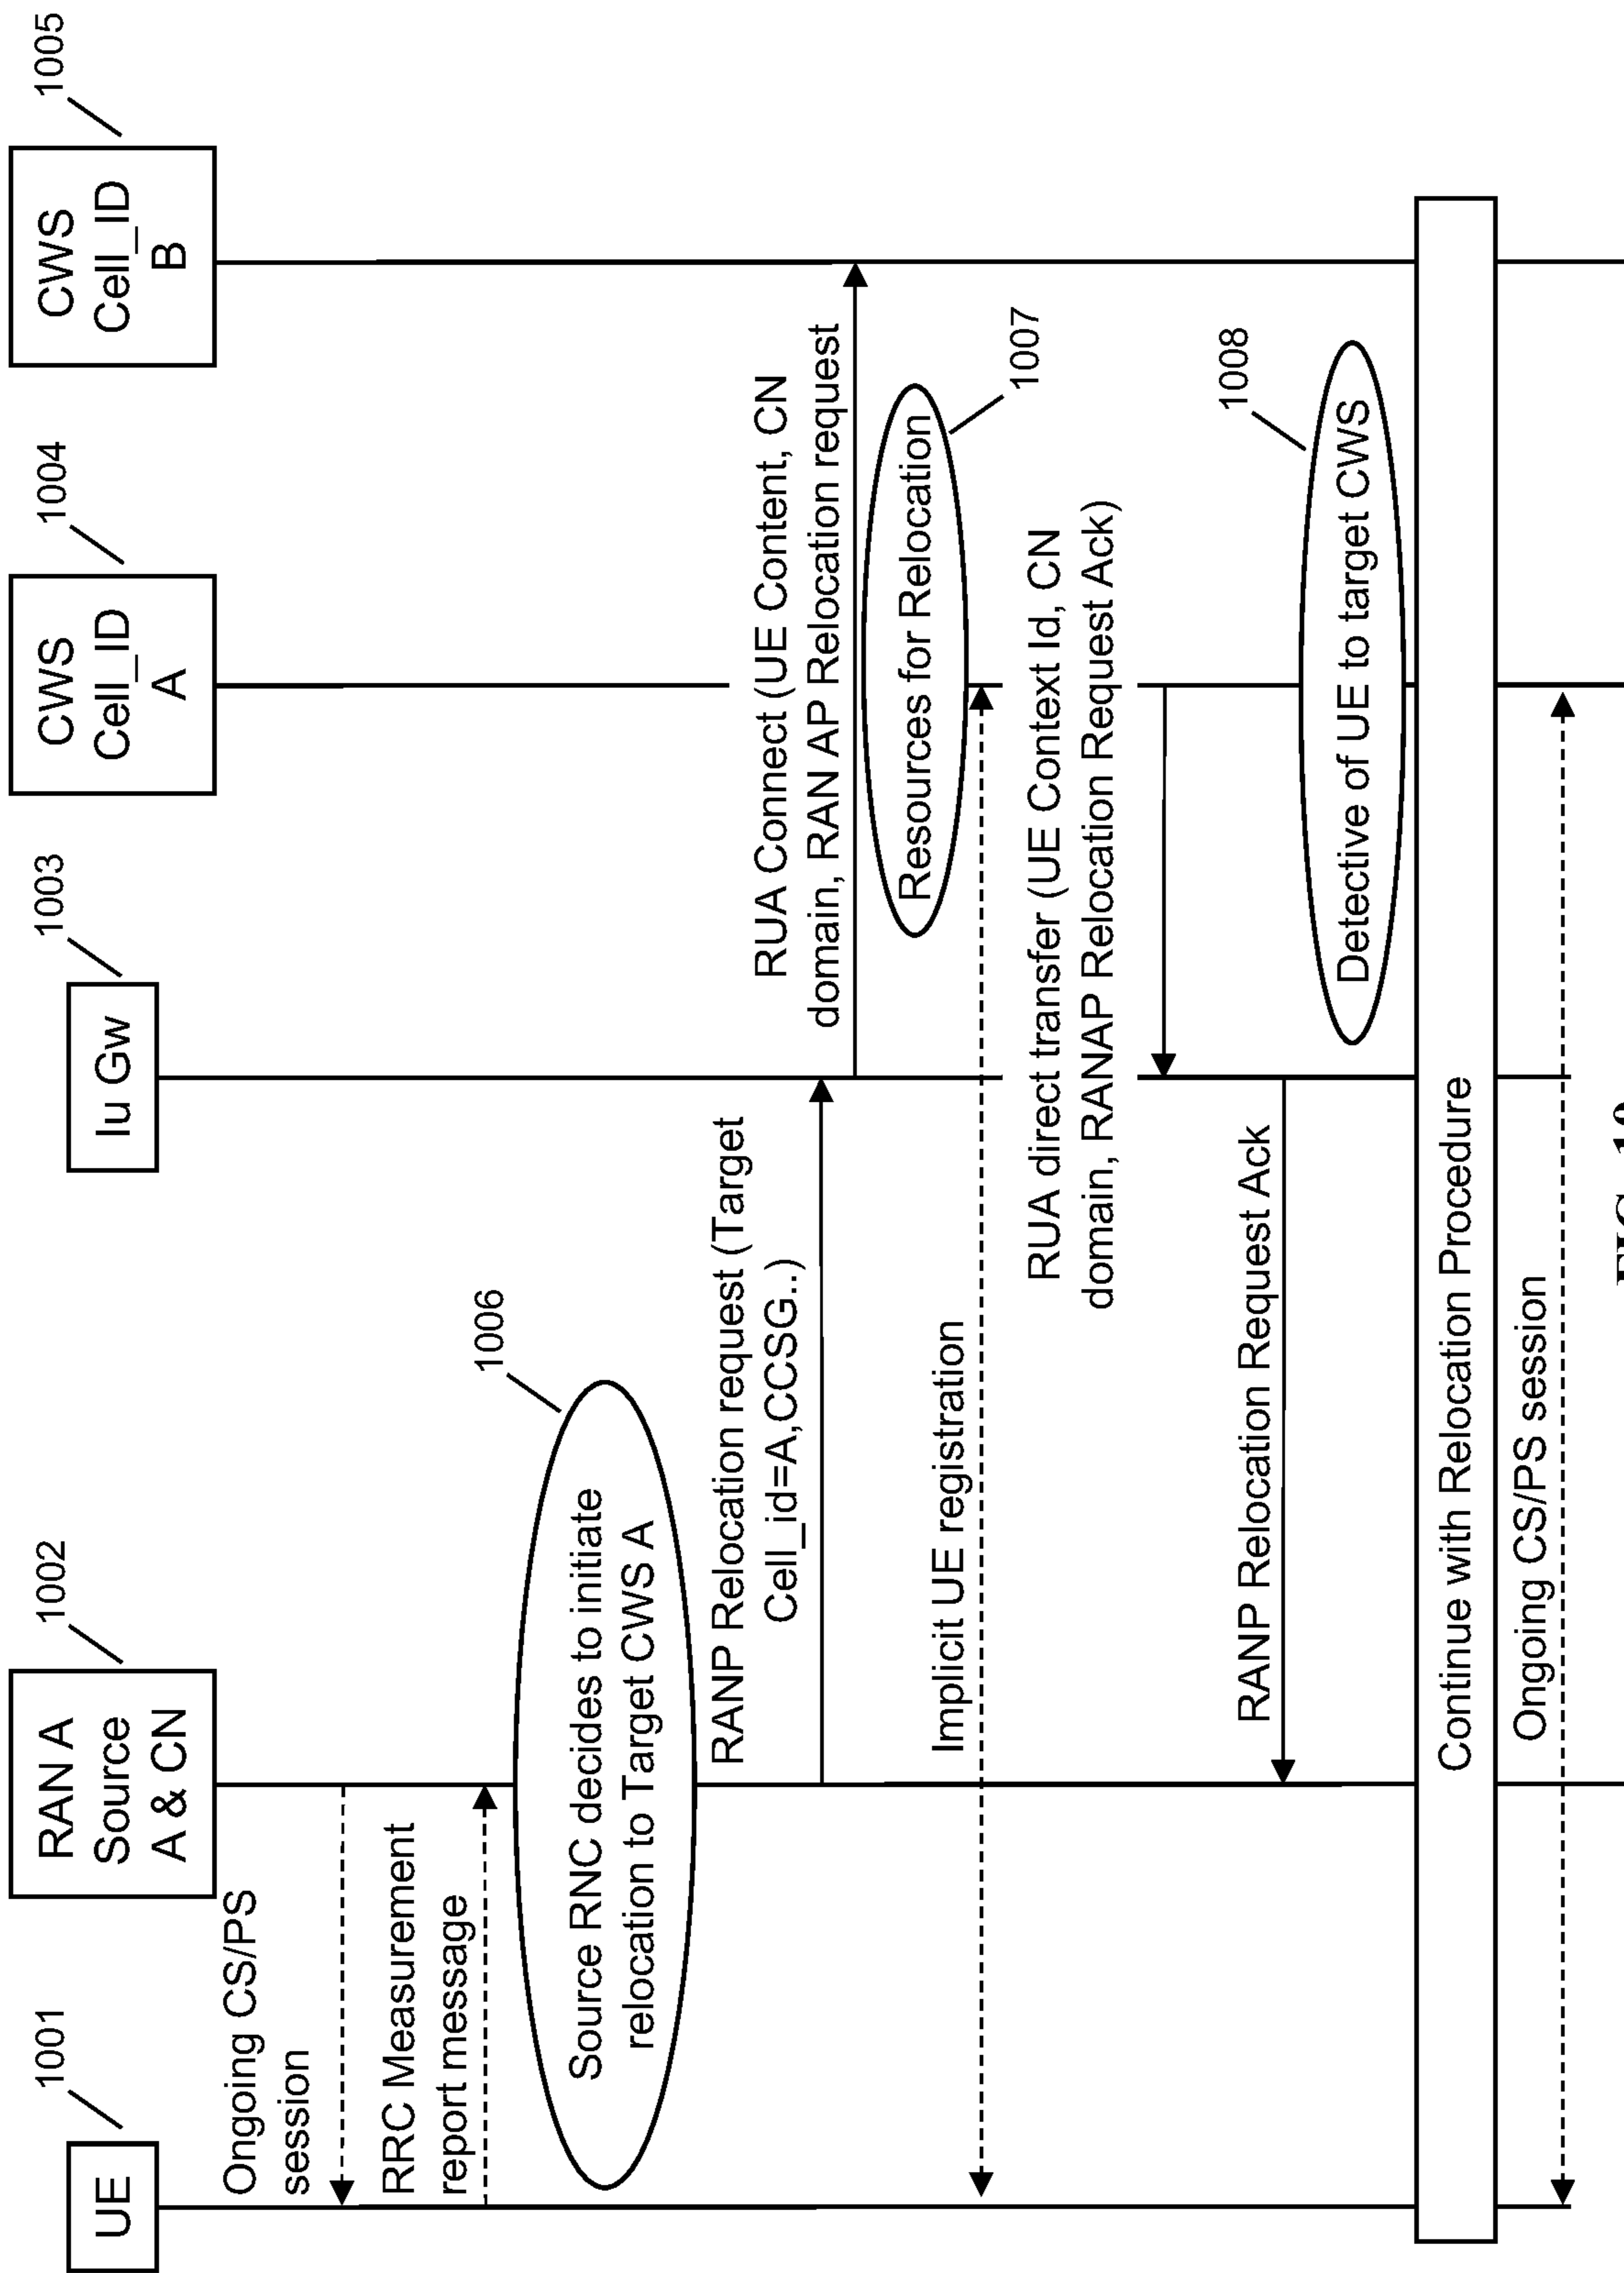 UE
1001
RAN A
Source
A & CN
1002
Iu Gw
1003
CWS
Cell_ID
A
1004
CWS
Cell_ID
B
1005
Ongoing CS/PS
session
RRC Measurement
report message
Source RNC decides to initiate
relocation to Target CWS A
1006
RANP Relocation request (Target
Cell_id=A,CCSG..)
RUA Connect (UE Content, CN
domain, RAN AP Relocation request
Resources for Relocation
1007
Implicit UE registration
RUA direct transfer (UE Context Id, CN
domain, RANAP Relocation Request Ack)
RANP Relocation Request Ack
Detective of UE to target CWS
1008
Continue with Relocation Procedure
Ongoing CS/PS session
FIG. 10